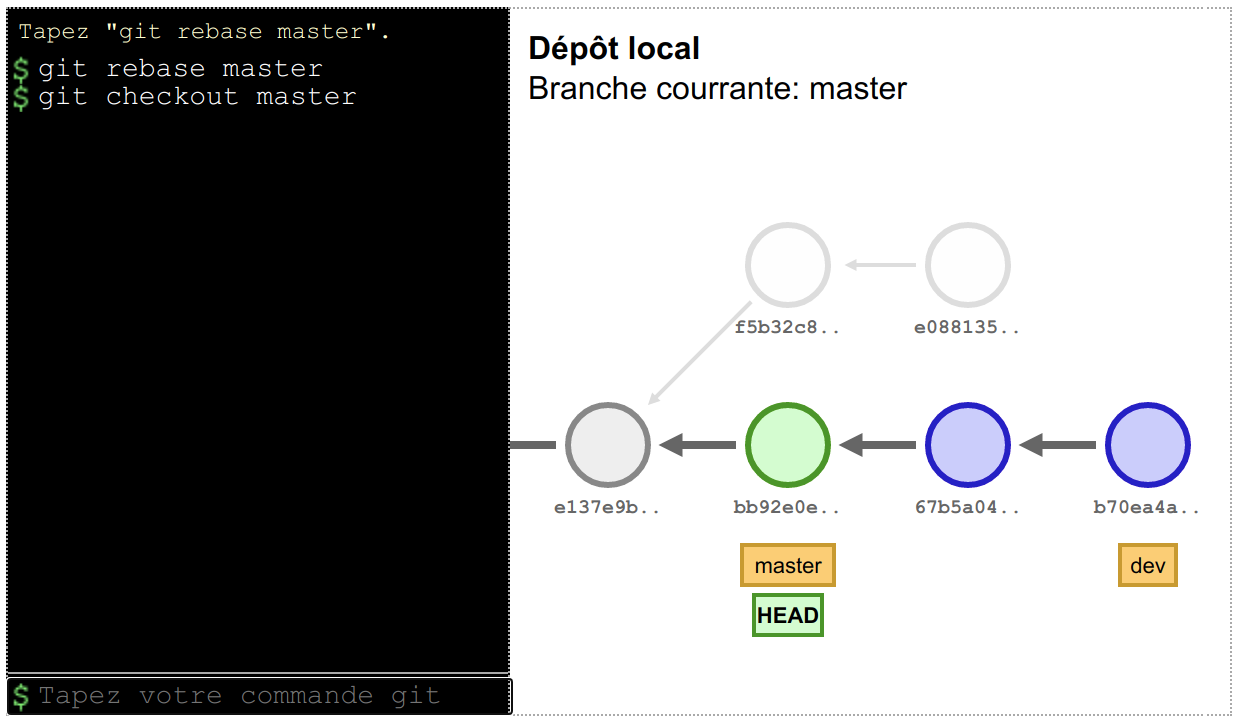 Tapez "git rebase master".
$ git rebase master
$ git checkout master
$ Tapez votre commande git
Dépôt local
Branche courrante: master
f5b32c8..
e088135..
e137e9b..
bb92e0e..
67b5a04..
b70ea4a..
master
dev
HEAD